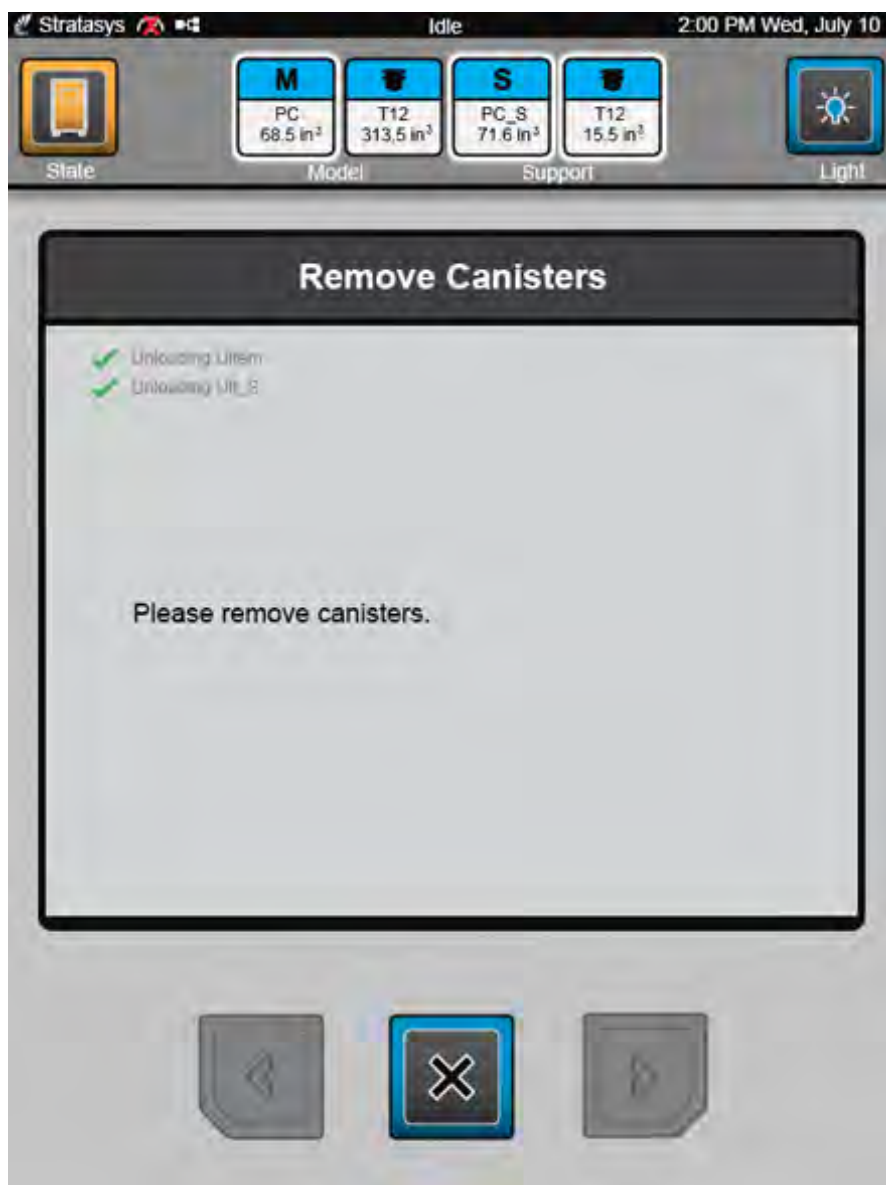 Stratasys Idle 2:00 PM Wed, July 10
M S
PC T12 PC_S T12
68.5 in³ 313.5 in³ 71.6 in³ 15.5 in³
State Model Support Light
Remove Canisters
Unloading Ultem
Unloading Ult_S
Please remove canisters.